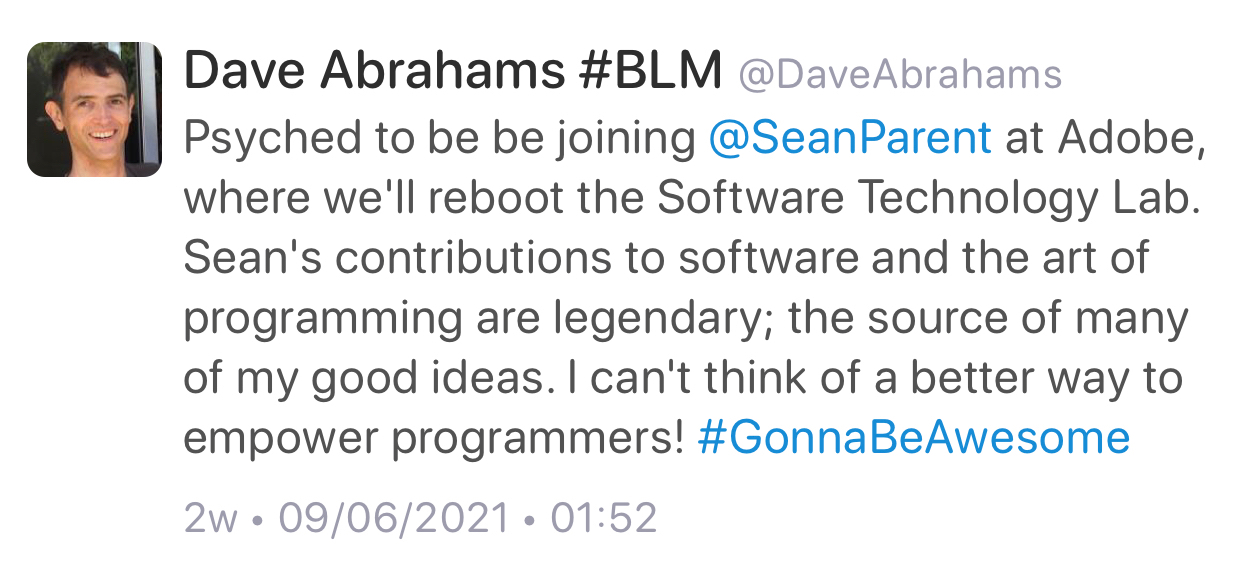 Dave Abrahams #BLM @DaveAbrahams
Psyched to be be joining @SeanParent at Adobe,
where we'll reboot the Software Technology Lab.
Sean's contributions to software and the art of
programming are legendary; the source of many
of my good ideas. I can't think of a better way to
empower programmers! #GonnaBeAwesome
2w • 09/06/2021 • 01:52